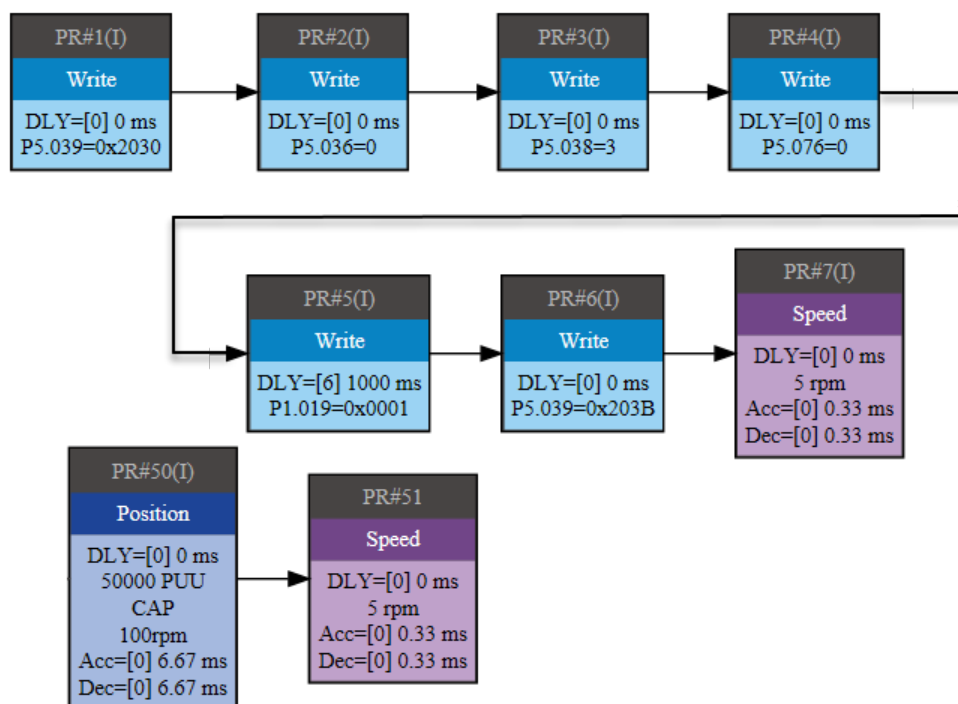 PR#1(I)
Write
DLY=[0] 0 ms
P5.039=0x2030
PR#2(I)
Write
DLY=[0] 0 ms
P5.036=0
PR#3(I)
Write
DLY=[0] 0 ms
P5.038=3
PR#4(I)
Write
DLY=[0] 0 ms
P5.076=0
PR#5(I)
Write
DLY=[6] 1000 ms
P1.019=0x0001
PR#6(I)
Write
DLY=[0] 0 ms
P5.039=0x203B
PR#7(I)
Speed
DLY=[0] 0 ms
5 rpm
Acc=[0] 0.33 ms
Dec=[0] 0.33 ms
PR#50(I)
Position
DLY=[0] 0 ms
50000 PUU
CAP
100rpm
Acc=[0] 6.67 ms
Dec=[0] 6.67 ms
PR#51
Speed
DLY=[0] 0 ms
5 rpm
Acc=[0] 0.33 ms
Dec=[0] 0.33 ms